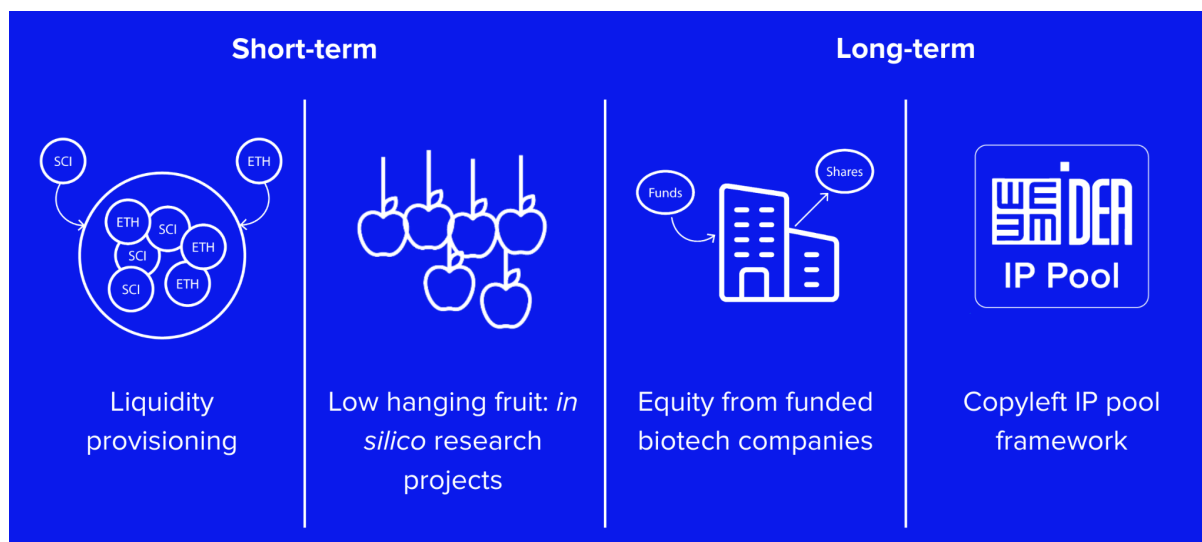 Short-term
Long-term
SCI
ETH
ETH
SCI
ETH
SCI
ETH
SCI
Liquidity
provisioning
Low hanging fruit: in
silico research
projects
Funds
Shares
Equity from funded
biotech companies
IDEA
IP Pool
Copyleft IP pool
framework